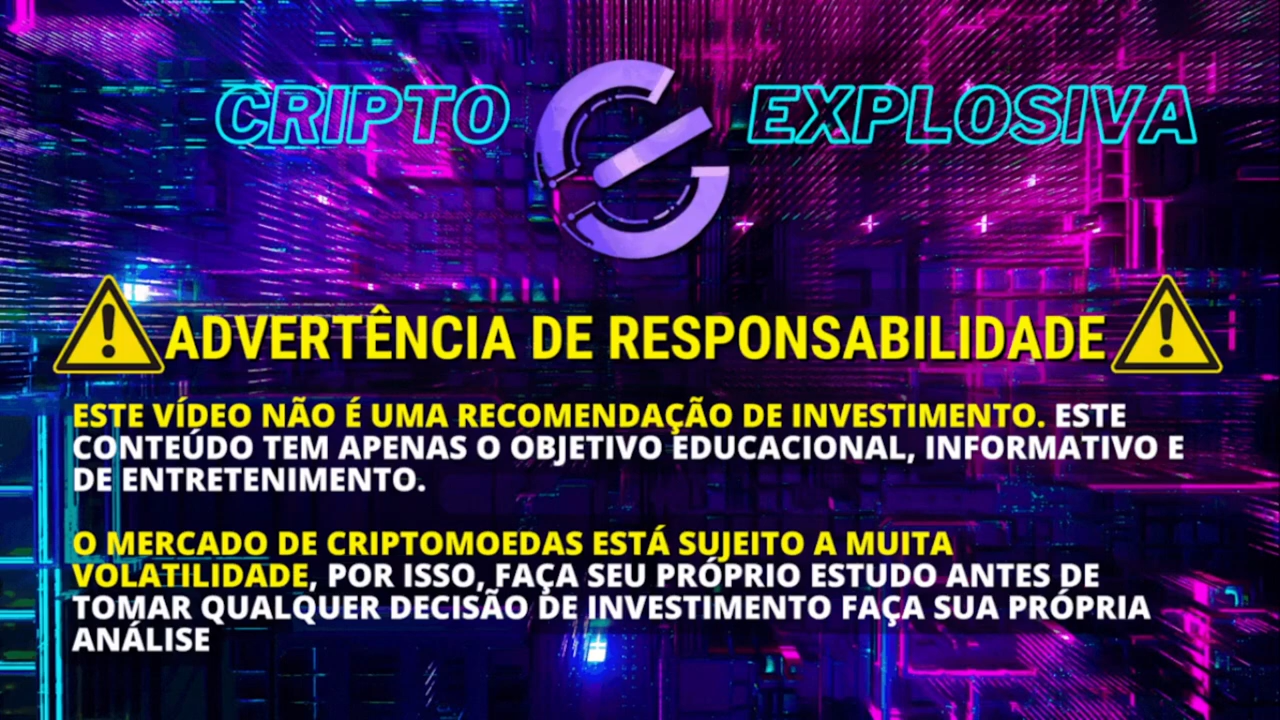 CRIPTO EXPLOSIVA
ADVERTÊNCIA DE RESPONSABILIDADE
ESTE VÍDEO NÃO É UMA RECOMENDAÇÃO DE INVESTIMENTO. ESTE
CONTEÚDO TEM APENAS O OBJETIVO EDUCACIONAL, INFORMATIVO E
DE ENTRETENIMENTO.
O MERCADO DE CRIPTOMOEDAS ESTÁ SUJEITO A MUITA
VOLATILIDADE, POR ISSO, FAÇA SEU PRÓPRIO ESTUDO ANTES DE
TOMAR QUALQUER DECISÃO DE INVESTIMENTO FAÇA SUA PRÓPRIA
ANÁLISE